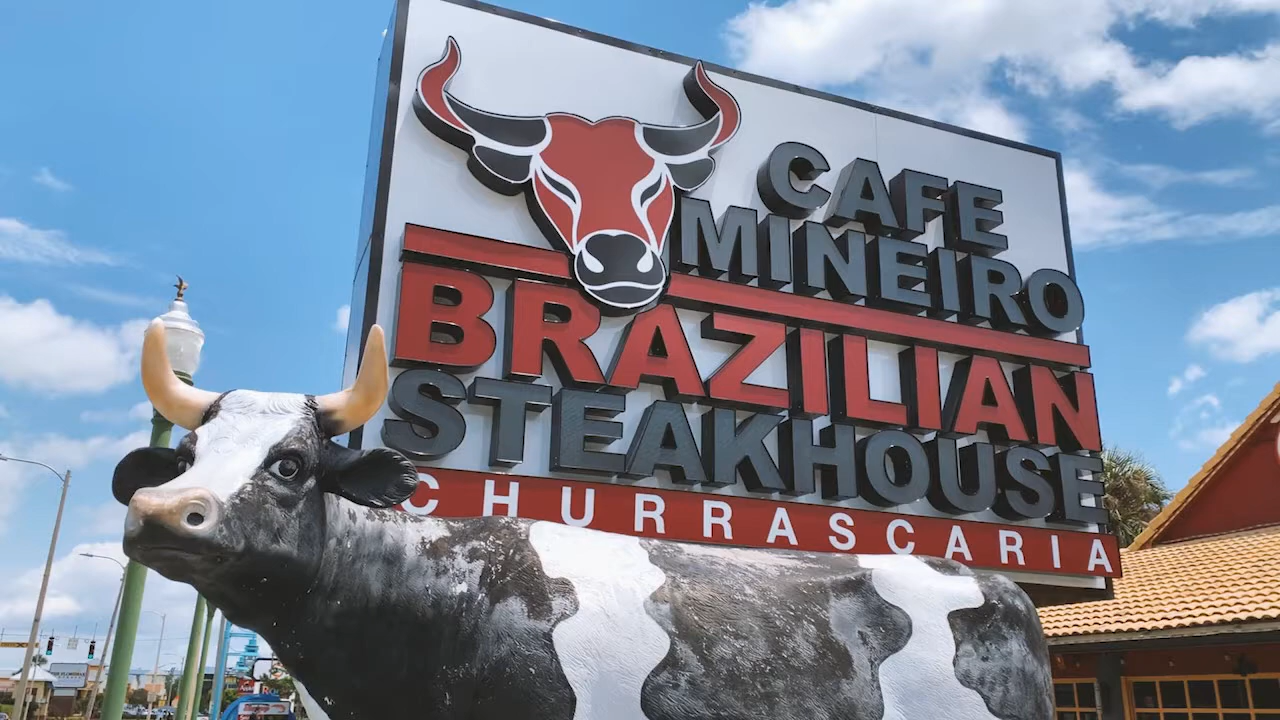 CAFE
MINEIRO
BRAZILIAN
STEAKHOUSE
CHURRASCARIA